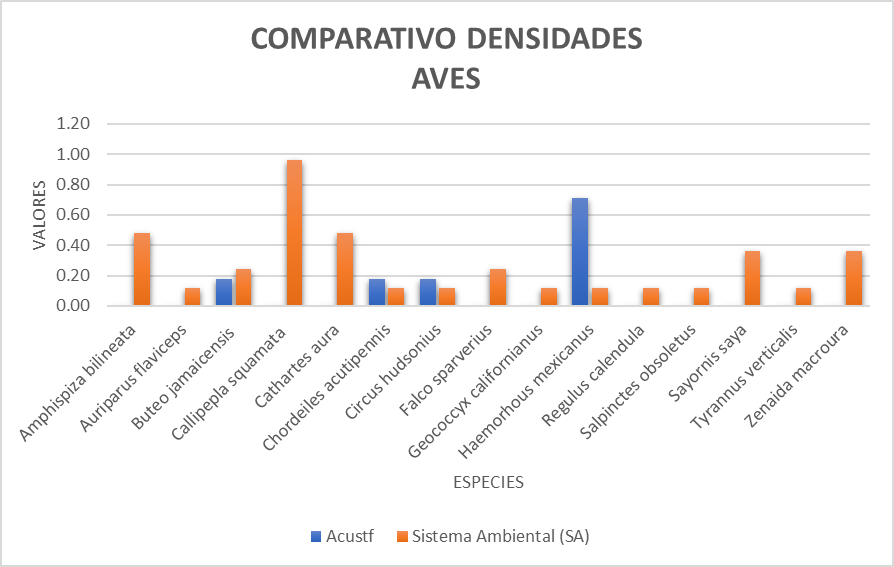 COMPARATIVO DENSIDADES
AVES
VALORES
1.20
1.00
0.80
0.60
0.40
0.20
0.00
Amphispiza bilineata
Auriparus flaviceps
Buteo jamaicensis
Callipepla squamata
Cathartes aura
Chordeiles acutipennis
Circus hudsonius
Falco sparverius
Geococcyx californianus
Haemorhous mexicanus
Regulus calendula
Salpinctes obsoletus
Sayornis saya
Tyrannus verticalis
Zenaida macroura
ESPECIES
Acustf
Sistema Ambiental (SA)